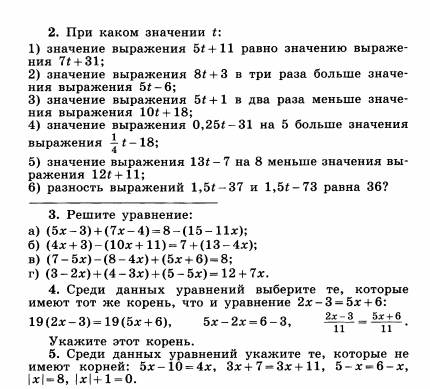 2. При каком значении t:
1) значение выражения 5t + 11 равно значению выраже-
ния 7t + 31;
2) значение выражения 8t + 3 в три раза больше значе-
ния выражения 5t – 6;
3) значение выражения 5t + 1 в два раза меньше значе-
ния выражения 10t + 18;
4) значение выражения 0,25t – 31 на 5 больше значения
выражения 1/4 t – 18;
5) значение выражения 13t – 7 на 8 меньше значения вы-
ражения 12t + 11;
6) разность выражений 1,5t – 37 и 1,5t – 73 равна 36?
3. Решите уравнение:
а) (5x – 3) + (7x – 4) = 8 – (15 – 11x);
б) (4x + 3) – (10x + 11) = 7 + (13 – 4x);
в) (7 – 5x) – (8 – 4x) + (5x + 6) = 8;
г) (3 – 2x) + (4 – 3x) + (5 – 5x) = 12 + 7x.
4. Среди данных уравнений выберите те, которые
имеют тот же корень, что и уравнение 2x – 3 = 5x + 6:
19(2x – 3) = 19(5x + 6), 5x – 2x = 6 – 3, (2x – 3)/11 = (5x + 6)/11.
Укажите этот корень.
5. Среди данных уравнений укажите те, которые не
имеют корней: 5x – 10 = 4x, 3x + 7 = 3x + 11, 5 – x = 6 – x,
|x| = 8, |x| + 1 = 0.